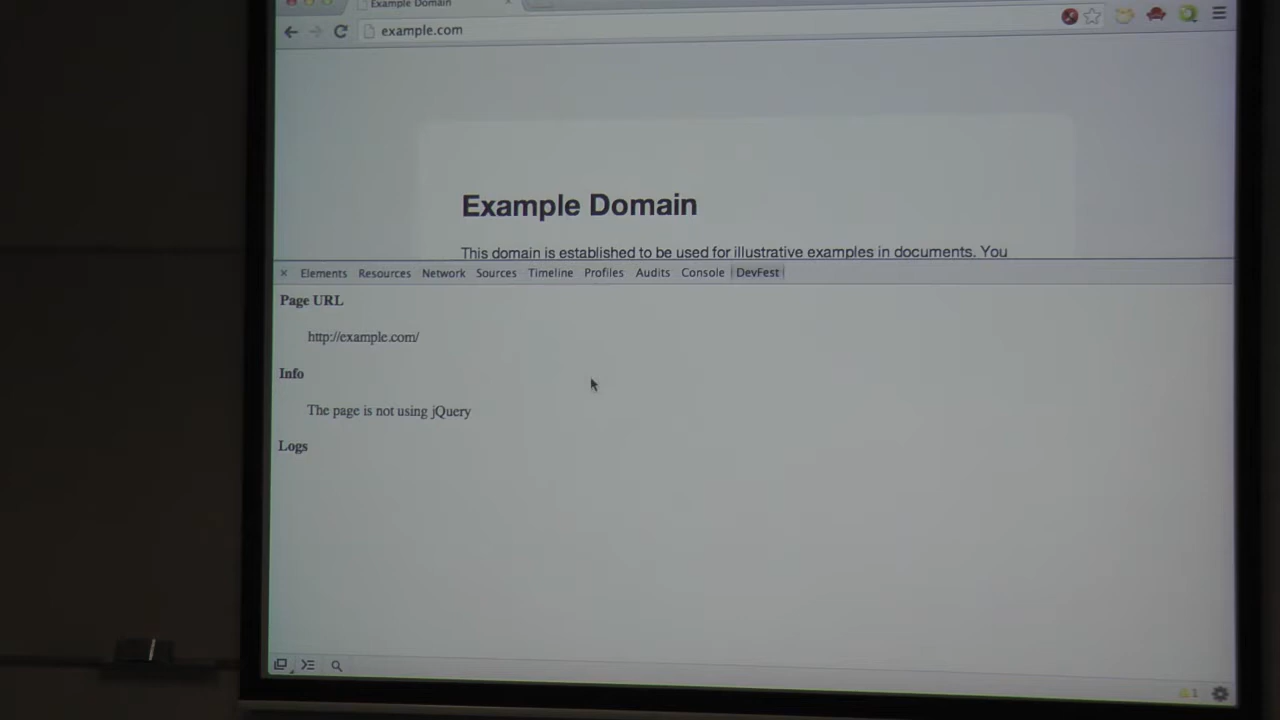 Example Domain
example.com
Example Domain
This domain is established to be used for illustrative examples in documents. You
× Elements Resources Network Sources Timeline Profiles Audits Console DevFest
Page URL
http://example.com/
Info
The page is not using jQuery
Logs
1